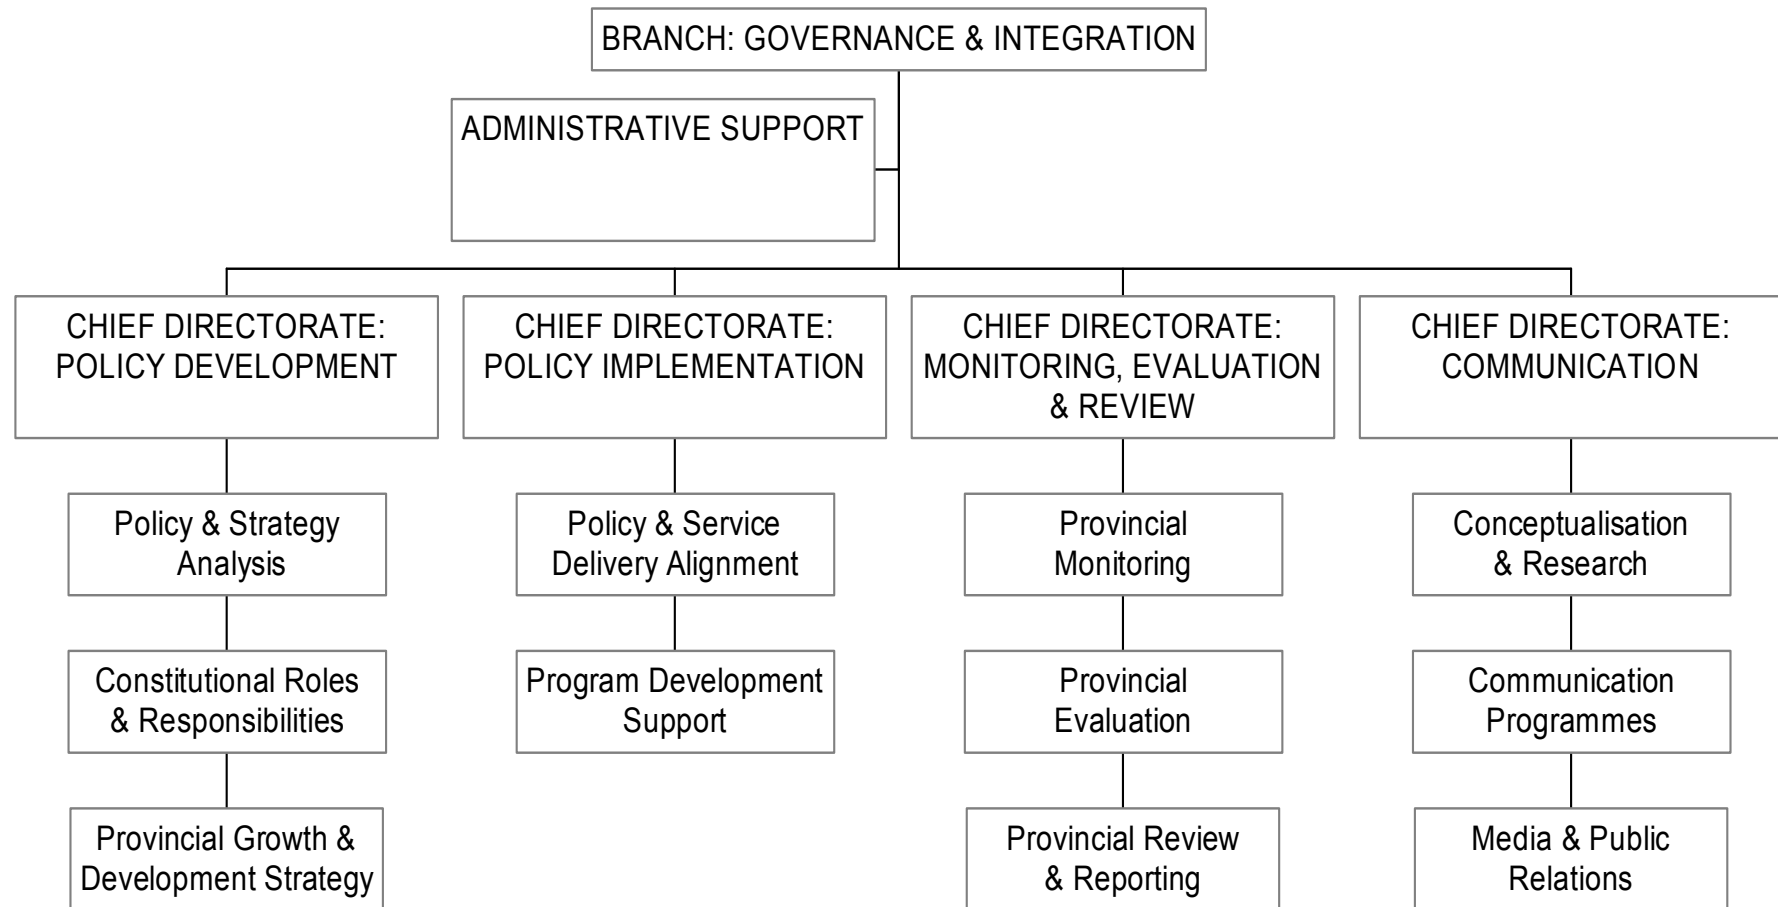 BRANCH: GOVERNANCE & INTEGRATION
ADMINISTRATIVE SUPPORT
CHIEF DIRECTORATE:
POLICY DEVELOPMENT
CHIEF DIRECTORATE:
POLICY IMPLEMENTATION
CHIEF DIRECTORATE:
MONITORING, EVALUATION
& REVIEW
CHIEF DIRECTORATE:
COMMUNICATION
Policy & Strategy
Analysis
Policy & Service
Delivery Alignment
Provincial
Monitoring
Conceptualisation
& Research
Constitutional Roles
& Responsibilities
Program Development
Support
Provincial
Evaluation
Communication
Programmes
Provincial Growth &
Development Strategy
Provincial Review
& Reporting
Media & Public
Relations